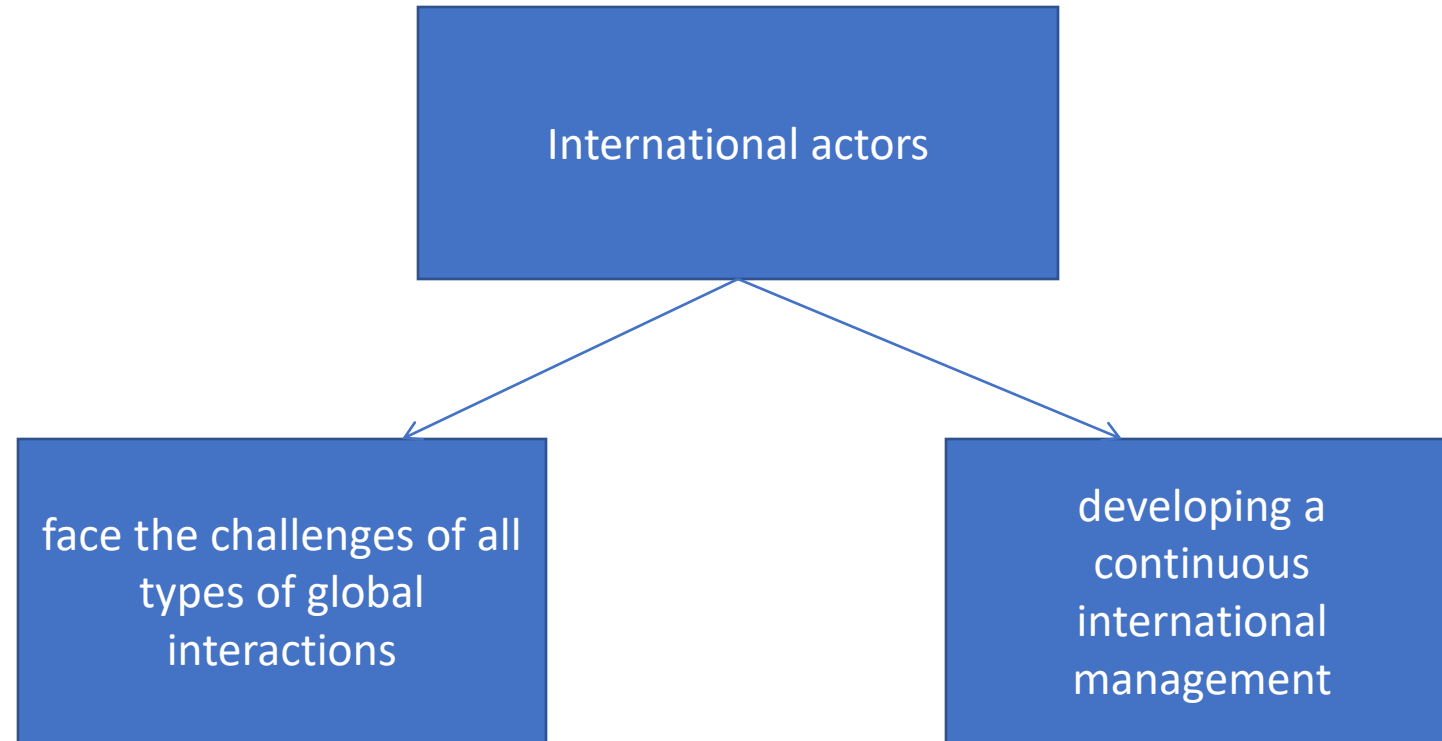 International actors
face the challenges of all
types of global
interactions
developing a
continuous
international
management